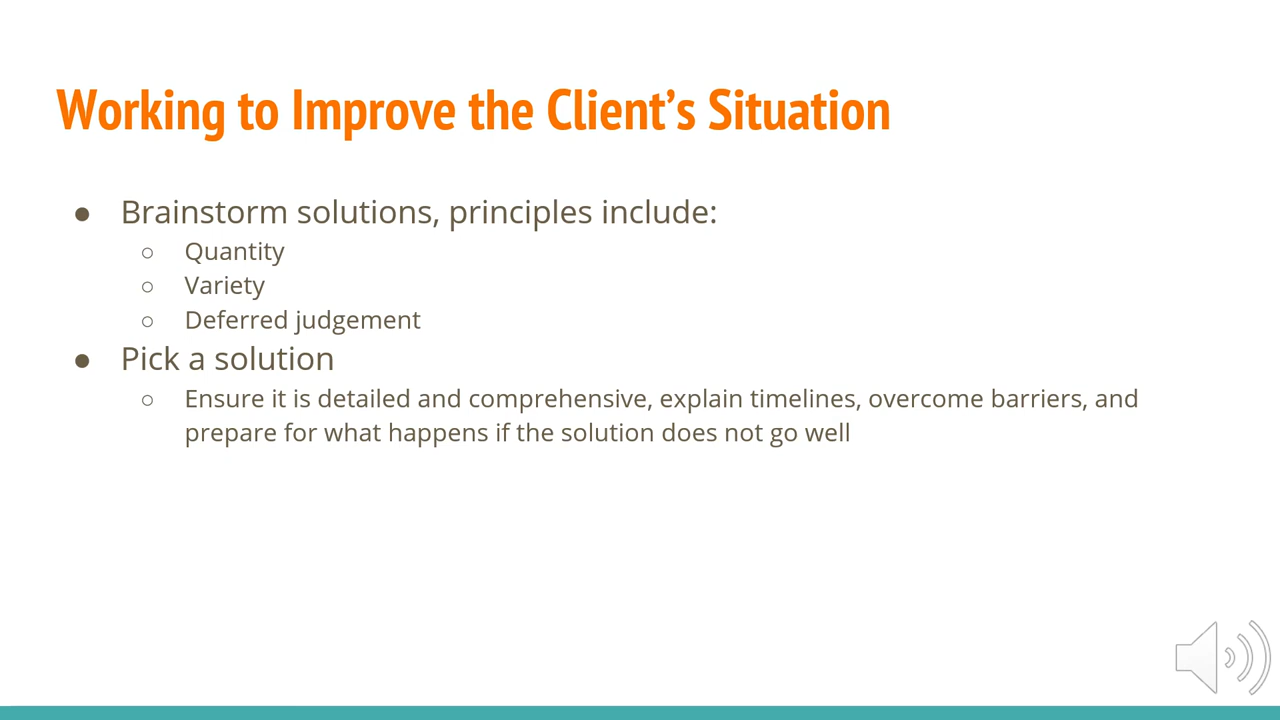 Working to Improve the Client’s Situation
● Brainstorm solutions, principles include:
○ Quantity
○ Variety
○ Deferred judgement
● Pick a solution
○ Ensure it is detailed and comprehensive, explain timelines, overcome barriers, and
prepare for what happens if the solution does not go well